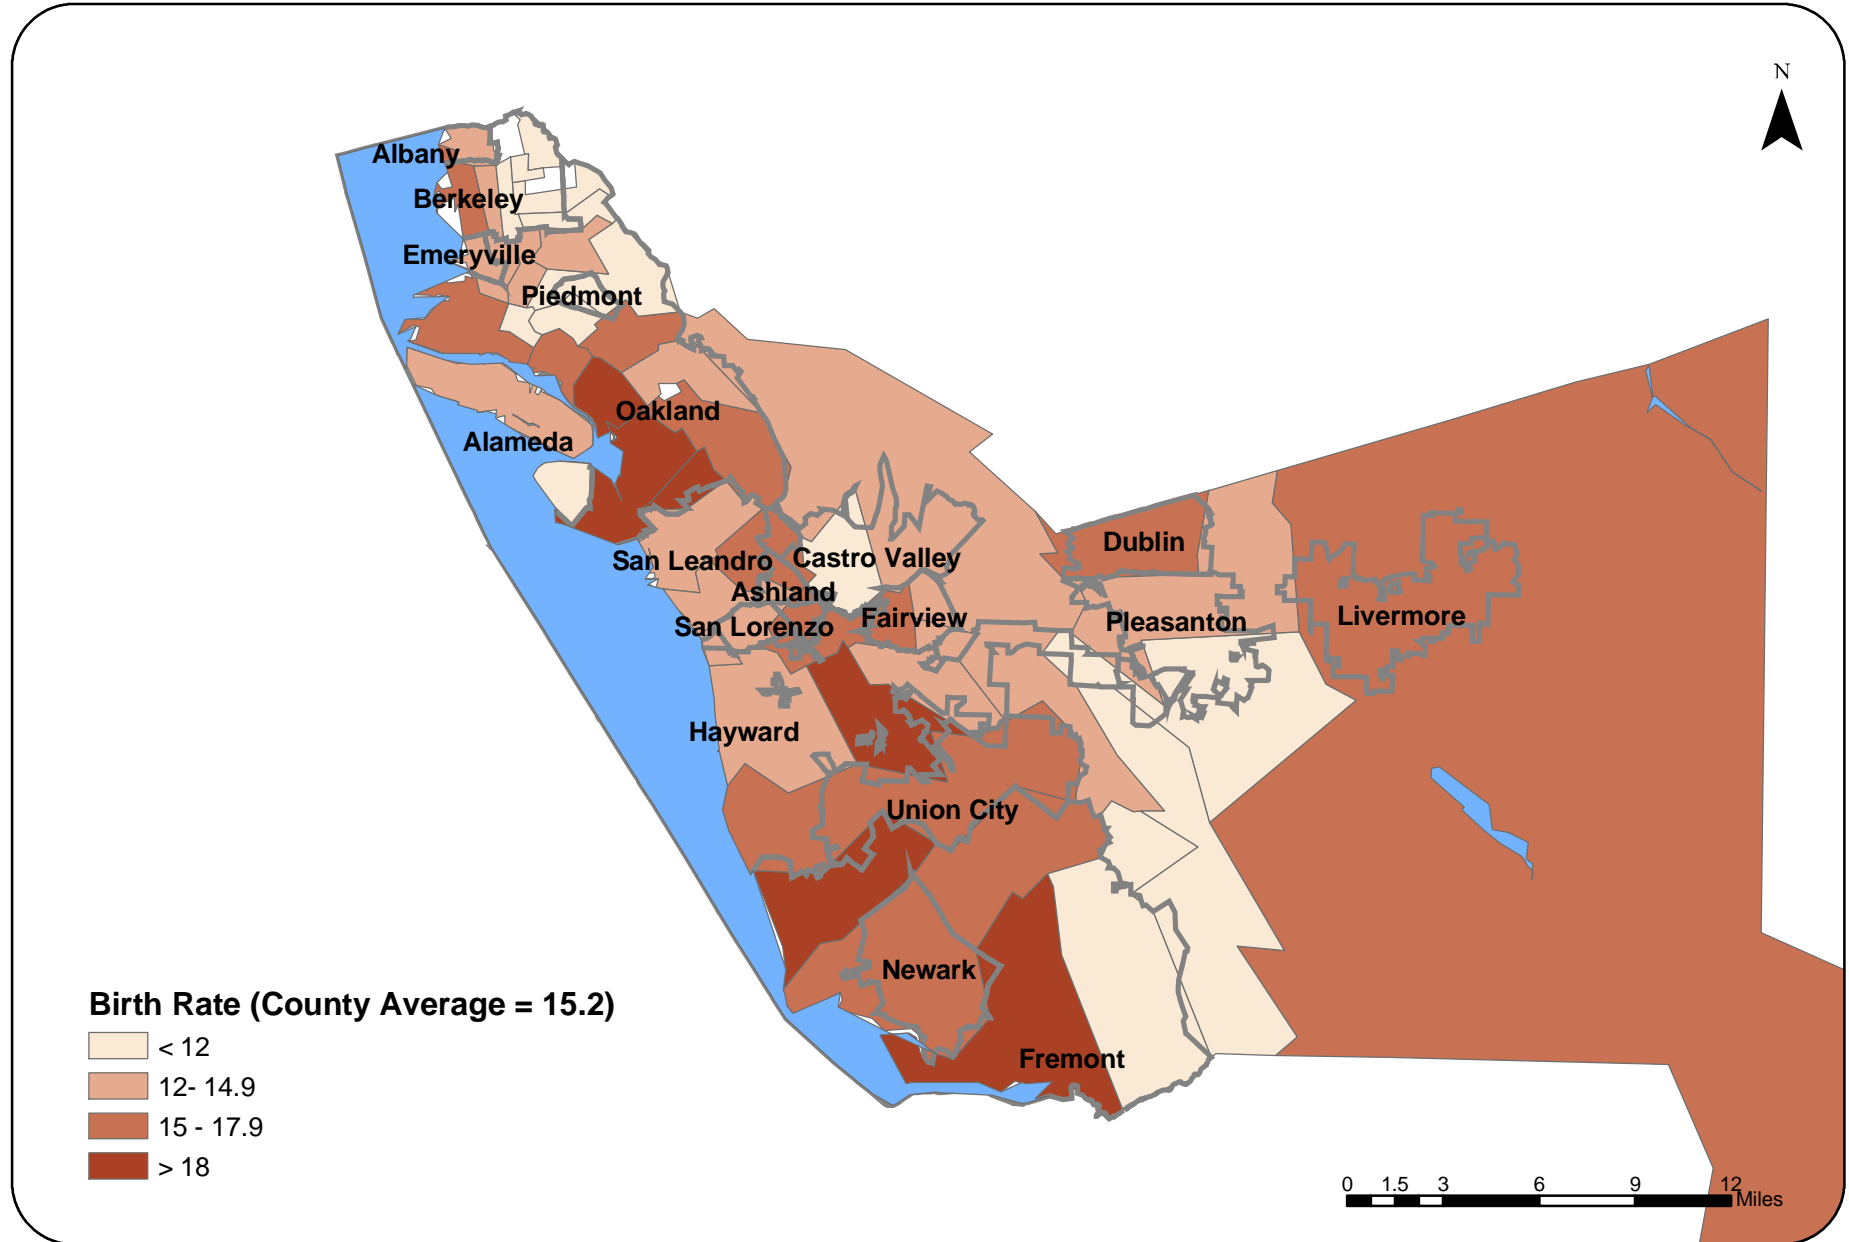 N
Albany
Berkeley
Emeryville
Piedmont
Oakland
Alameda
Dublin
San Leandro
Castro Valley
Ashland
Fairview
San Lorenzo
Pleasanton
Livermore
Hayward
Union City
Newark
Fremont
Birth Rate (County Average = 15.2)
< 12
12- 14.9
15 - 17.9
> 18
0 1.5 3 6 9 12
Miles